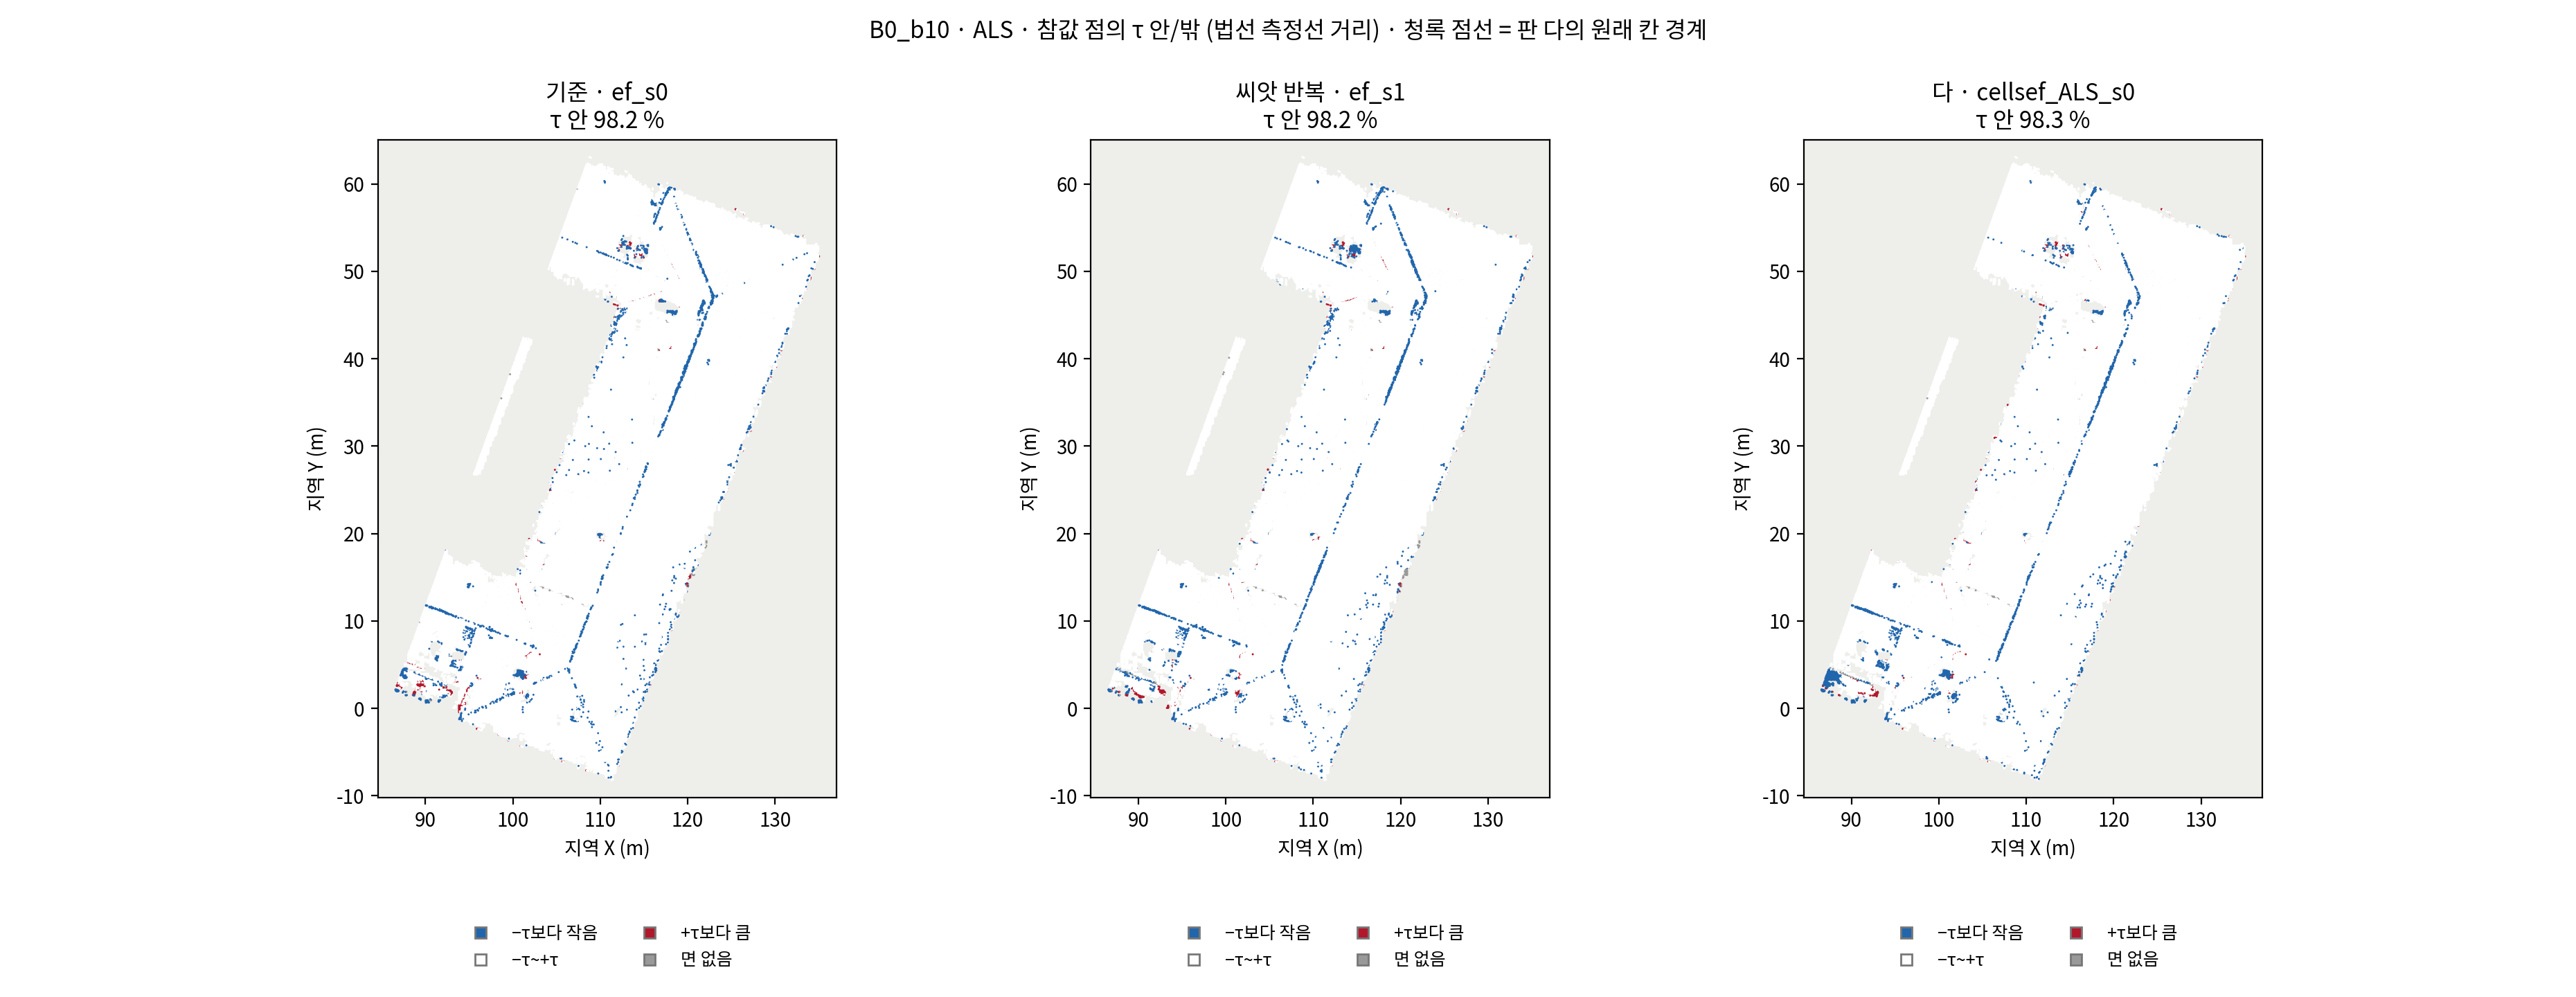 B0_b10 · ALS · 참값 점의 τ 안/밖 (법선 측정선 거리) · 청록 점선 = 판 다의 원래 칸 경계
기준 · ef_s0
τ 안 98.2 %
지역 Y (m)
60
50
40
30
20
10
0
-10
90
100
110
120
130
지역 X (m)
−τ보다 작음
+τ보다 큼
−τ~+τ
면 없음
씨앗 반복 · ef_s1
τ 안 98.2 %
지역 Y (m)
60
50
40
30
20
10
0
-10
90
100
110
120
130
지역 X (m)
−τ보다 작음
+τ보다 큼
−τ~+τ
면 없음
다 · cellsef_ALS_s0
τ 안 98.3 %
지역 Y (m)
60
50
40
30
20
10
0
-10
90
100
110
120
130
지역 X (m)
−τ보다 작음
+τ보다 큼
−τ~+τ
면 없음